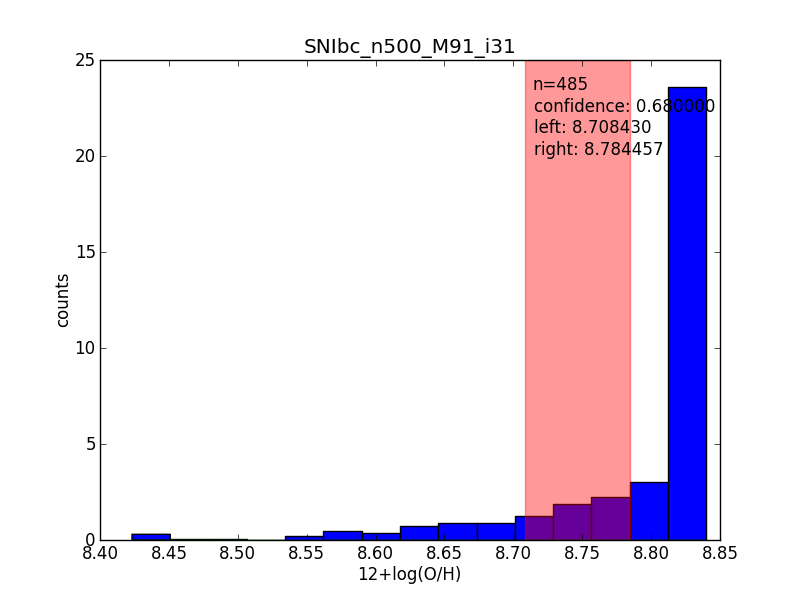 SNIbc_n500_M91_i31
25
20
15
10
5
0
counts
n=485
confidence: 0.680000
left: 8.708430
right: 8.784457
8.40 8.45 8.50 8.55 8.60 8.65 8.70 8.75 8.80 8.85
12+log(O/H)